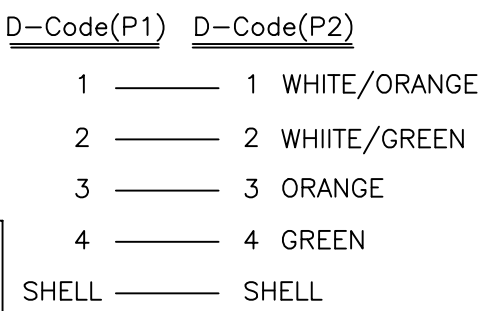 D-Code(P1) D-Code(P2)
1 1 WHITE/ORANGE
2 2 WHIITE/GREEN
3 3 ORANGE
4 4 GREEN
SHELL SHELL